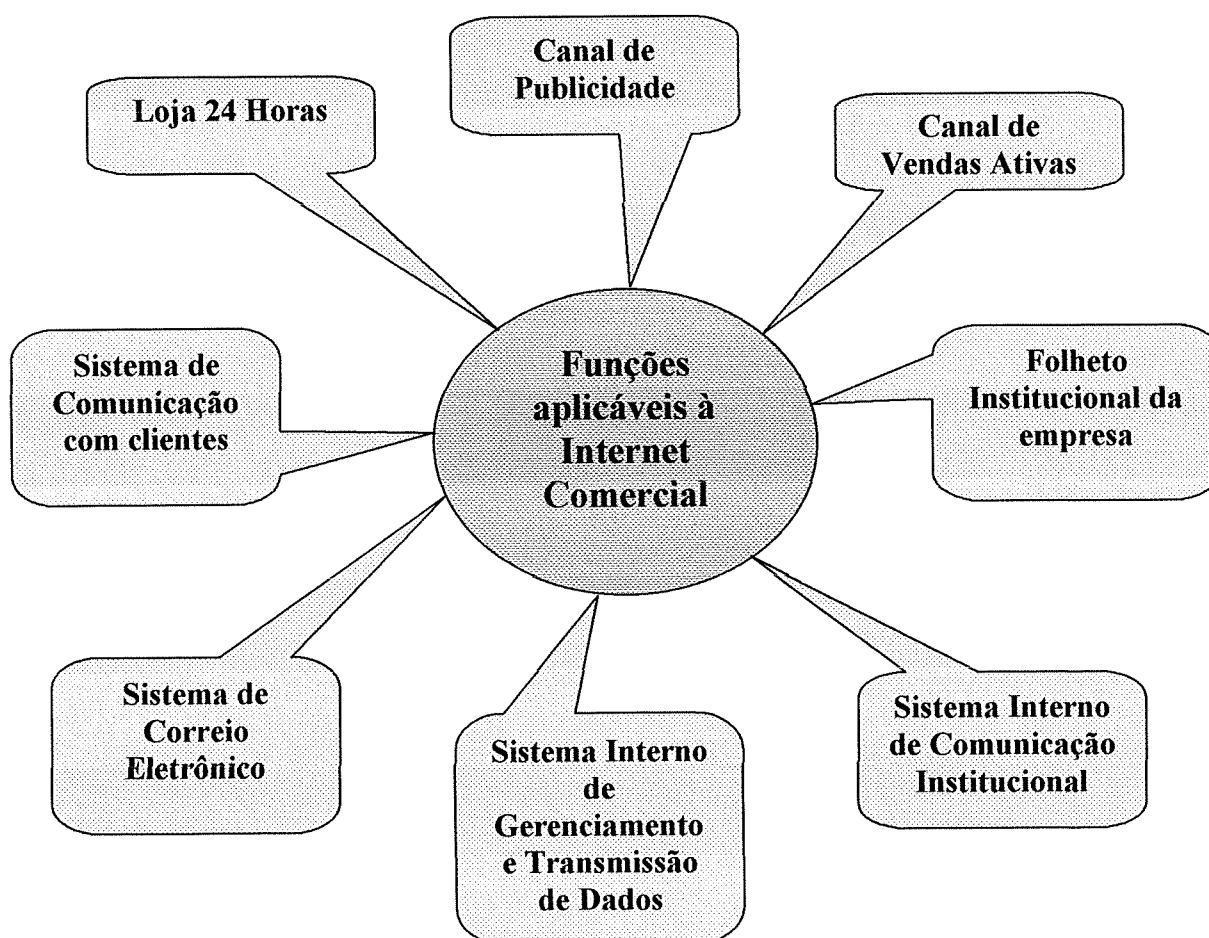 Canal de
Publicidade
Loja 24 Horas
Canal de
Vendas Ativas
Sistema de
Comunicação
com clientes
Funções
aplicáveis à
Internet
Comercial
Folheto
Institucional da
empresa
Sistema de
Correio
Eletrônico
Sistema Interno
de
Gerenciamento
e Transmissão
de Dados
Sistema Interno
de Comunicação
Institucional